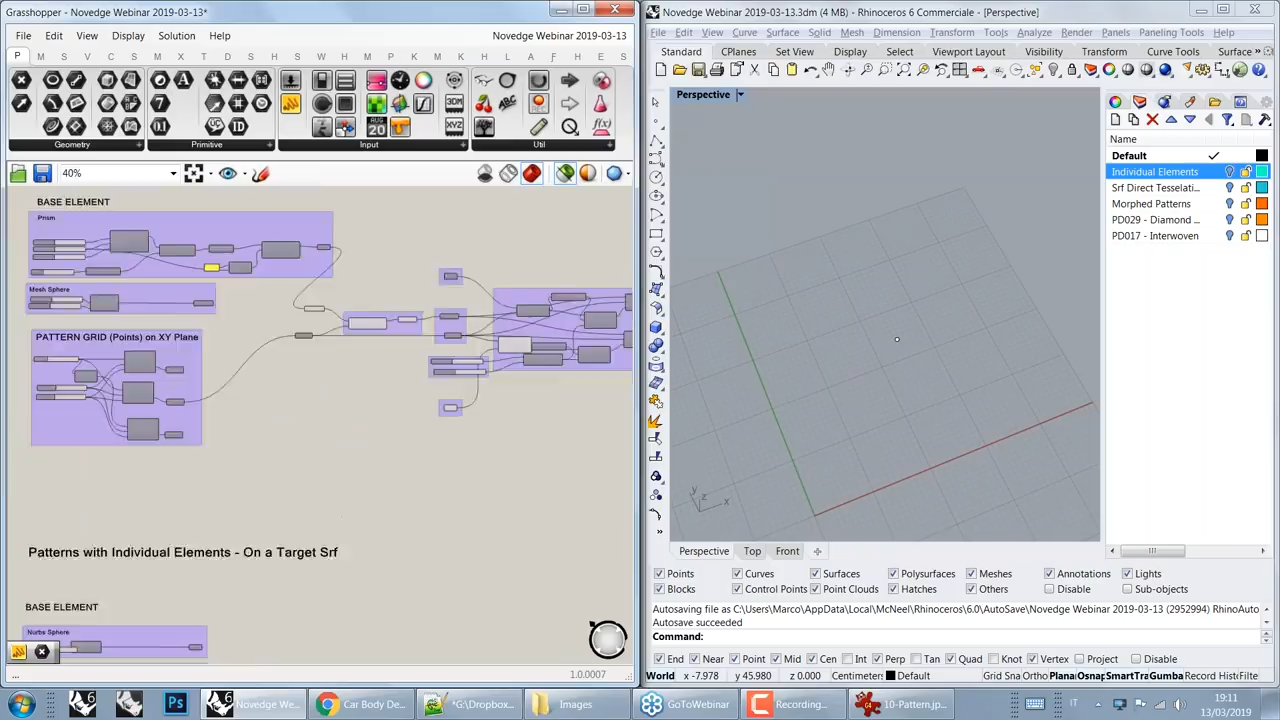 Grasshopper - Novedge Webinar 2019-03-13*
File Edit View Display Solution Help
Novedge Webinar 2019-03-13
P M S V C S M D T W D K H L B M K A L E S
Geometry
Primitive
Input
Util
40%
BASE ELEMENT
Prism
Mesh Sphere
PATTERN GRID (Points) on XY Plane
Patterns with Individual Elements - On a Target Srf
BASE ELEMENT
Nurbs Sphere
...
1.0.0007
Novedge Webinar 2019-03-13.3dm (4 MB) - Rhinoceros 6 Commerciale - [Perspective]
File Edit View Curve Surface Solid Mesh Dimension Transform Tools Analyze Render Panels Paneling Tools Help
Standard CPlanes Set View Display Select Viewport Layout Visibility Transform Curve Tools Surface
Perspective
y
z
x
Perspective Top Front
Name
Default
Individual Elements
Srf Direct Tesselati...
Morphed Patterns
PD029 - Diamond ...
PD017 - Interwoven
Points Curves Surfaces Polysurfaces Meshes Annotations Lights
Blocks Control Points Point Clouds Hatches Others Disable Sub-objects
Autosaving file as C:\Users\Marco\AppData\Local\McNeel\Rhinoceros\6.0\AutoSave\Novedge Webinar 2019-03-13 (2952994) RhinoAuto
Autosave succeeded
Command:
End Near Point Mid Cen Int Perp Tan Quad Knot Vertex Project Disable
World x -7.978 y 45.980 z 0.000 Centimeters Default Grid Sna Ortho Plana Osnap SmartTra Gumba Record Histo Filte
Novedge We... Car Body De... *G:\Dropbox... Images GoToWebinar Recording... 10-Pattern.jp...
IT
19:11
13/03/2019